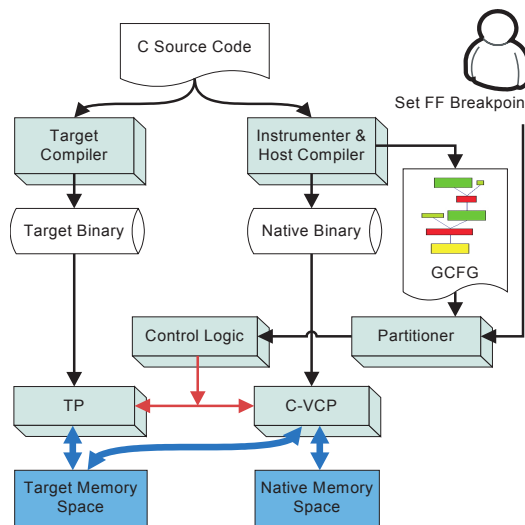 C Source Code
Set FF Breakpoint
Target
Compiler
Instrumenter &
Host Compiler
Target Binary
Native Binary
GCFG
Control Logic
Partitioner
TP
C-VCP
Target Memory
Space
Native Memory
Space